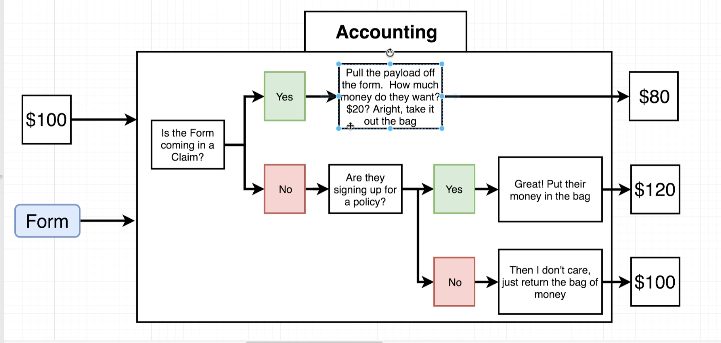 Accounting
$100
Form
Is the Form
coming in a
Claim?
Yes
Pull the payload off
the form. How much
money do they want?
$20? Aright, take it
out the bag
$80
No
Are they
signing up for
a policy?
Yes
Great! Put their
money in the bag
$120
No
Then I don't care,
just return the bag of
money
$100